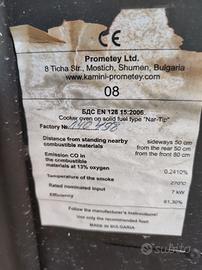 Prometey Ltd.
8 Ticha Str., Mostich, Shumen, Bulgaria
www.kamini-prometey.com
08
БДС EN 128 15:2006
Cooker oven on solid fuel type "Nar-Tip"
Factory №
Distance from standing nearby combustible materials
sideways 50 cm
from the rear 50 cm
from the front 80 cm
Emission CO in
the combustible
materials at 13% oxygen
0.2410%
Temperature of the smoke
270°C
Rated nominated input
7 kW
Efficiency
61,30%
Follow the manufacturer's instructions!
Use only the recommended
MADE IN BULGARIA
subito